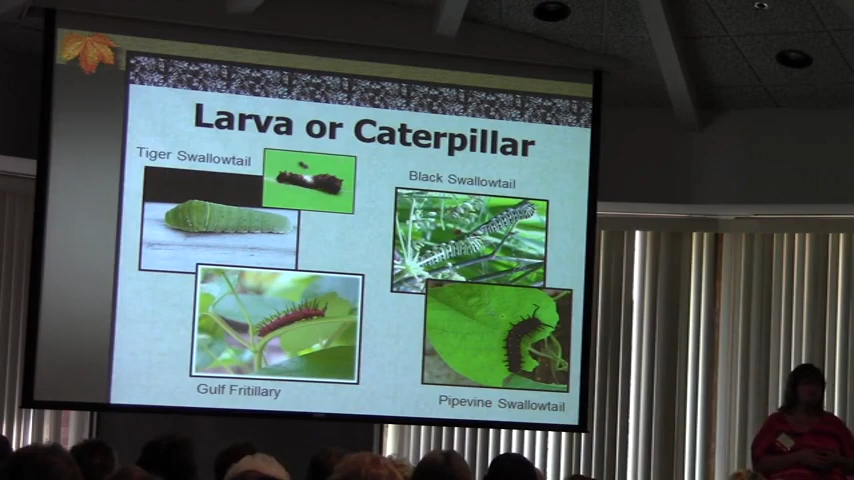 Larva or Caterpillar
Tiger Swallowtail
Black Swallowtail
Gulf Fritillary
Pipevine Swallowtail